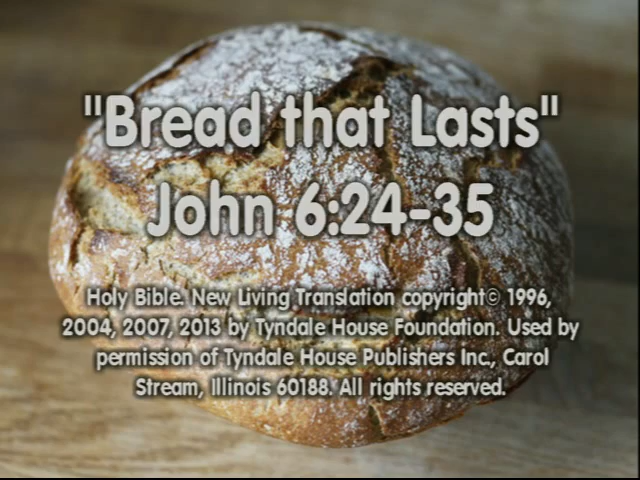 "Bread that Lasts"
John 6:24-35
Holy Bible. New Living Translation copyright© 1996,
2004, 2007, 2013 by Tyndale House Foundation. Used by
permission of Tyndale House Publishers Inc., Carol
Stream, Illinois 60188. All rights reserved.